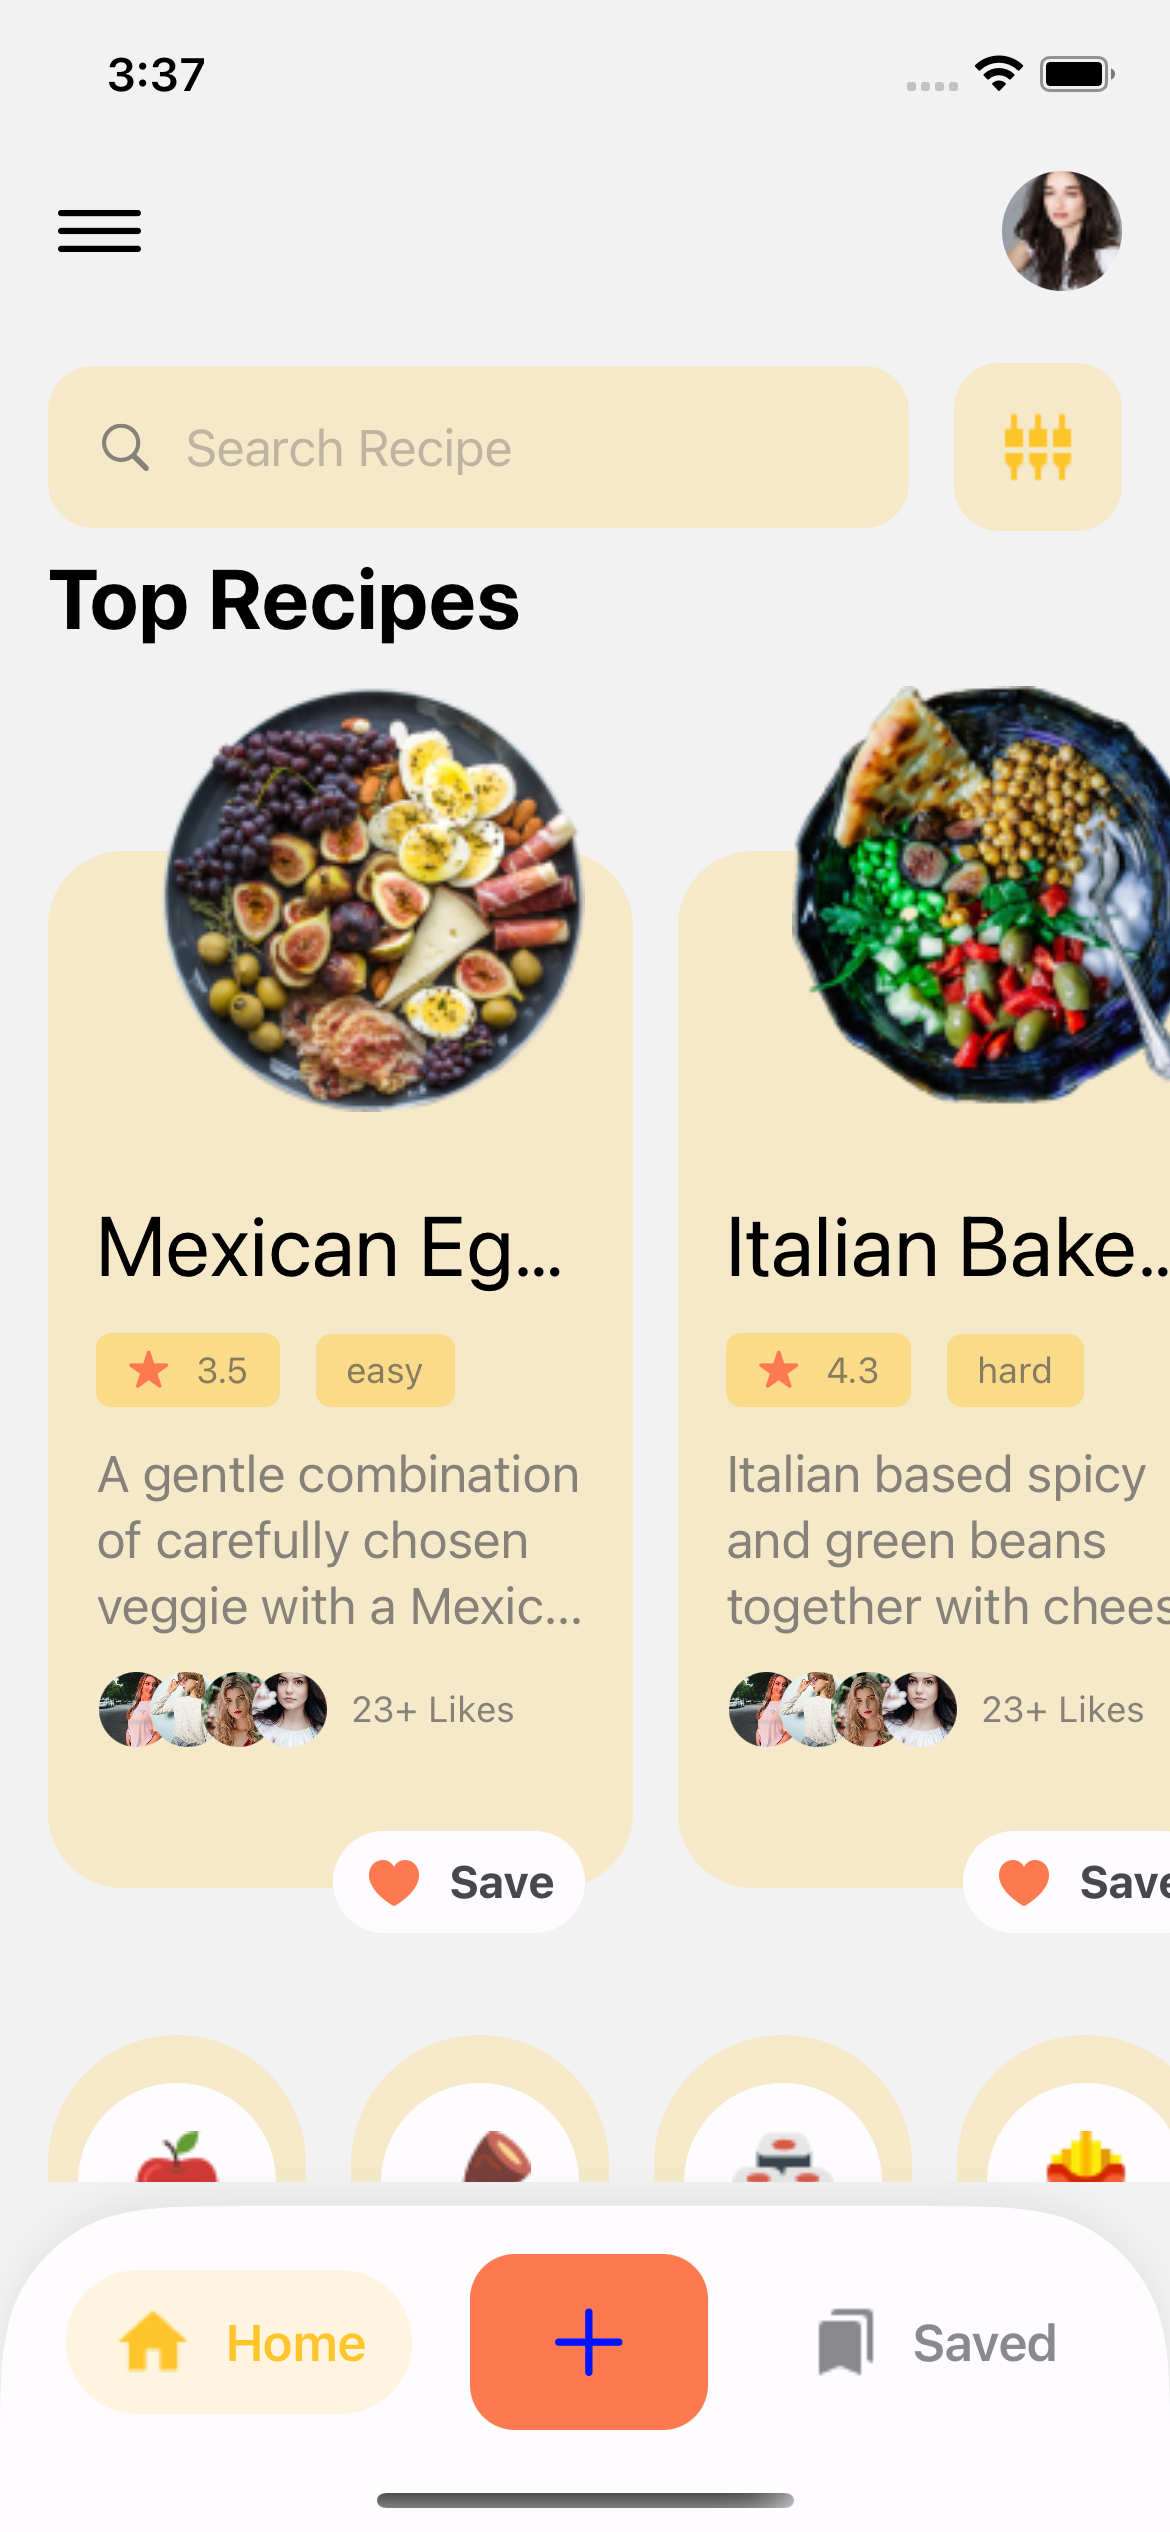 3:37
Search Recipe
Top Recipes
Mexican Eg...
3.5
easy
A gentle combination
of carefully chosen
veggie with a Mexic...
23+ Likes
Save
Italian Bake..
4.3
hard
Italian based spicy
and green beans
together with chees
23+ Likes
Save
Home
Saved